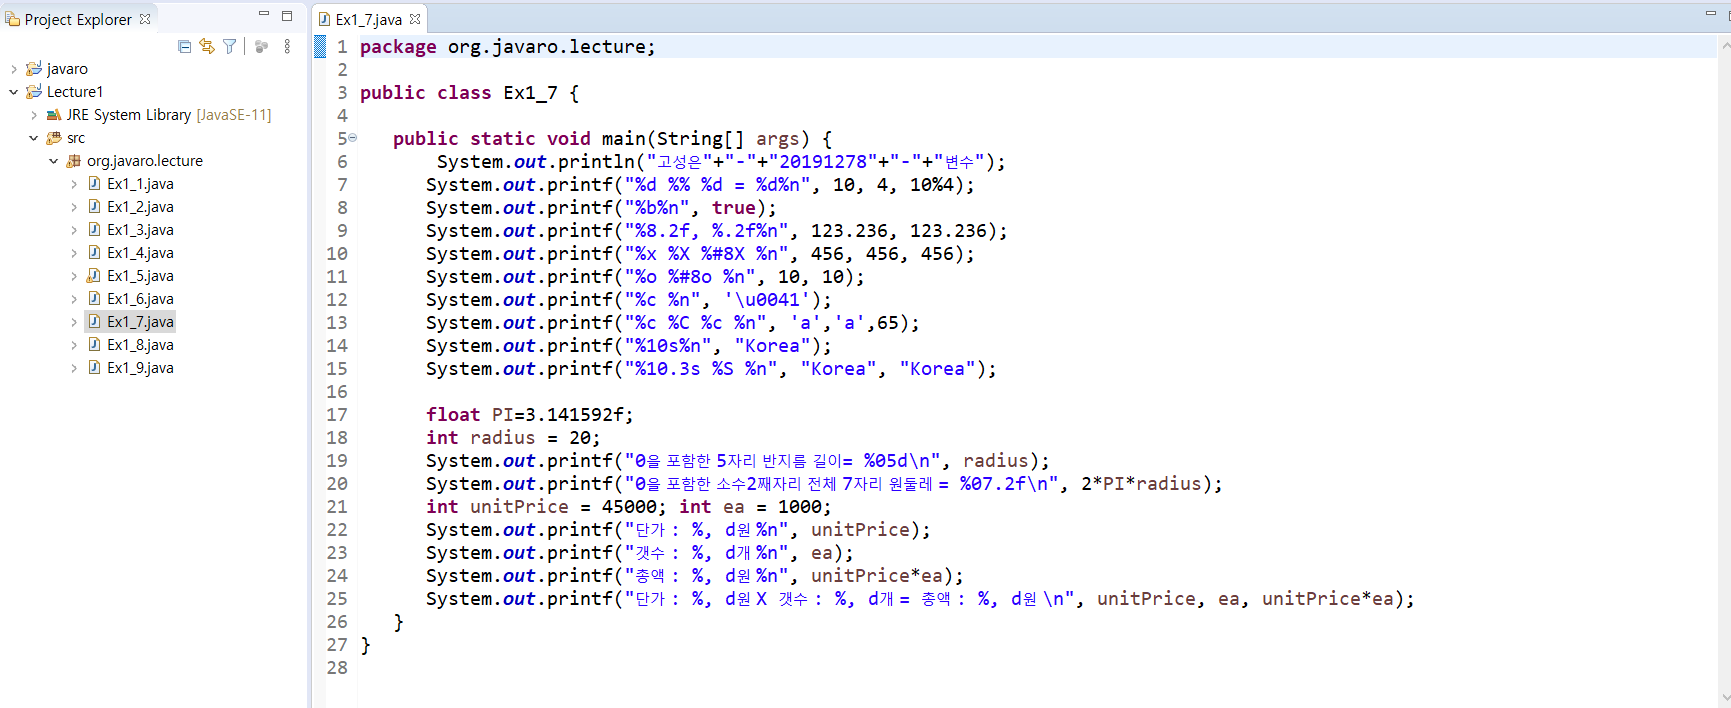 Project Explorer
javaro
Lecture1
JRE System Library [JavaSE-11]
src
org.javaro.lecture
Ex1_1.java
Ex1_2.java
Ex1_3.java
Ex1_4.java
Ex1_5.java
Ex1_6.java
Ex1_7.java
Ex1_8.java
Ex1_9.java
Ex1_7.java
1 package org.javaro.lecture;
2
3 public class Ex1_7 {
4
5 public static void main(String[] args) {
6 System.out.println("고성은"+"-"+"20191278"+"-"+"변수");
7 System.out.printf("%d %% %d = %d%n", 10, 4, 10%4);
8 System.out.printf("%b%n", true);
9 System.out.printf("%8.2f, %.2f%n", 123.236, 123.236);
10 System.out.printf("%x %X %#8X %n", 456, 456, 456);
11 System.out.printf("%o %#8o %n", 10, 10);
12 System.out.printf("%c %n", '\u0041');
13 System.out.printf("%c %C %c %n", 'a','a',65);
14 System.out.printf("%10s%n", "Korea");
15 System.out.printf("%10.3s %S %n", "Korea", "Korea");
16
17 float PI=3.141592f;
18 int radius = 20;
19 System.out.printf("0을 포함한 5자리 반지름 길이= %05d\n", radius);
20 System.out.printf("0을 포함한 소수2째자리 전체 7자리 원둘레 = %07.2f\n", 2*PI*radius);
21 int unitPrice = 45000; int ea = 1000;
22 System.out.printf("단가 : %, d원 %n", unitPrice);
23 System.out.printf("갯수 : %, d개 %n", ea);
24 System.out.printf("총액 : %, d원 %n", unitPrice*ea);
25 System.out.printf("단가 : %, d원 X 갯수 : %, d개 = 총액 : %, d원 \n", unitPrice, ea, unitPrice*ea);
26 }
27 }
28